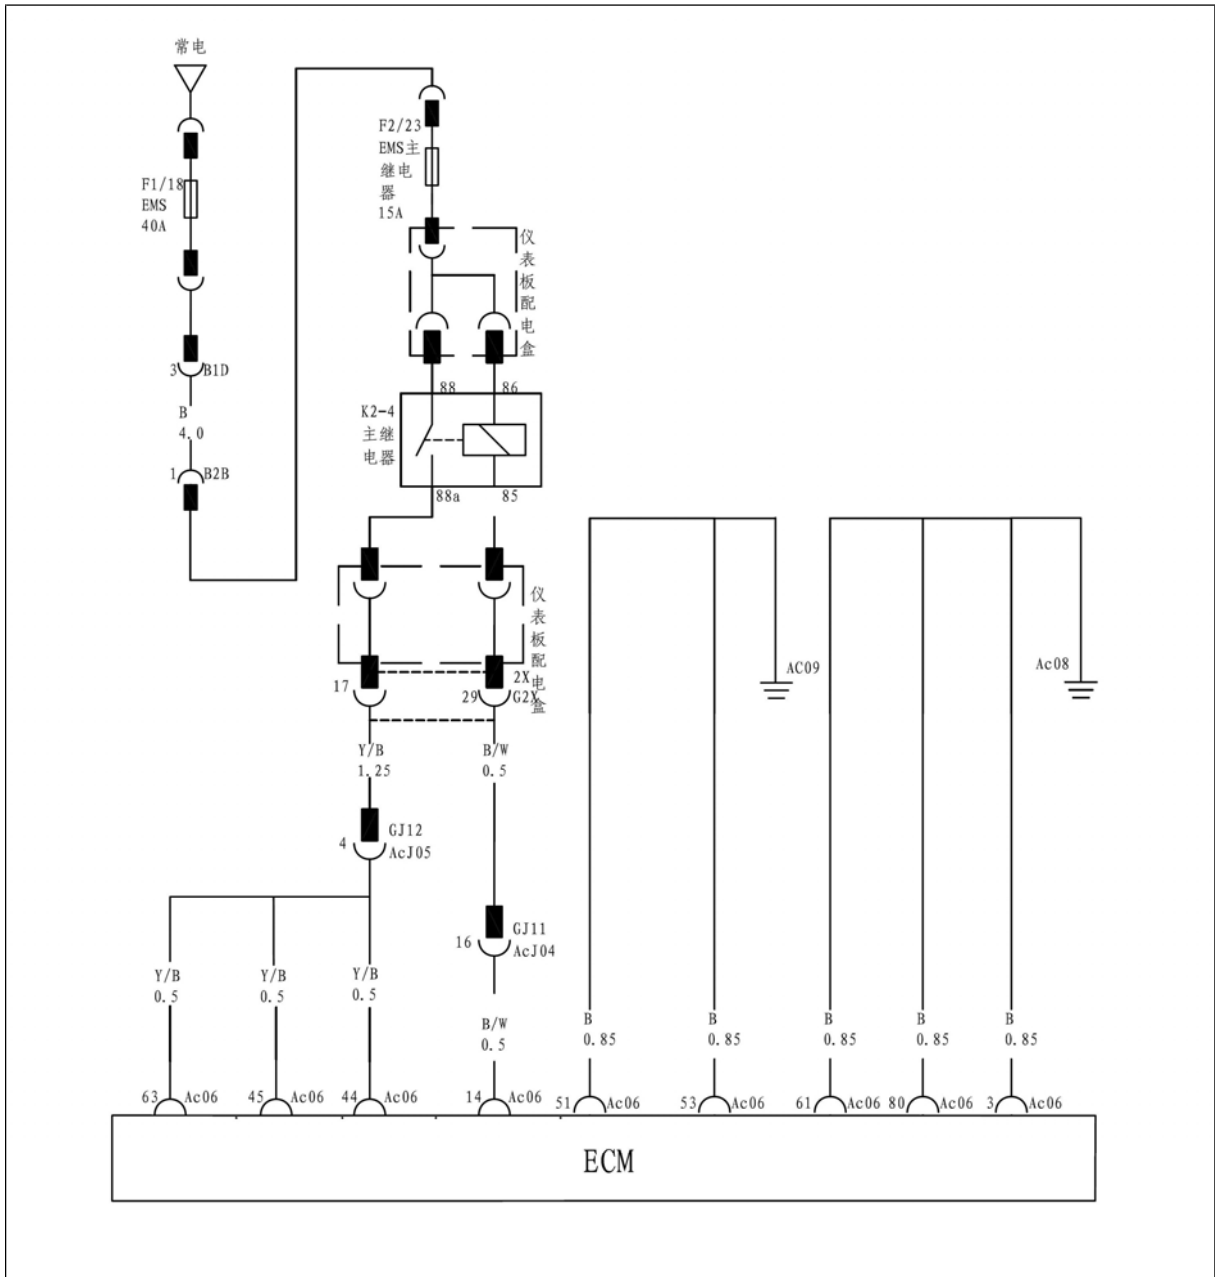 常电
F1/18
EMS
40A
3
B1D
B
4.0
1
B2B
F2/23
EMS主
继电
器
15A
仪表板配电盒
88
86
K2-4
主继
电器
88a
85
仪表板配电盒
17
29
2X
G2X
Y/B
1.25
B/W
0.5
4
GJ12
AcJ05
16
GJ11
AcJ04
AC09
Ac08
Y/B
0.5
Y/B
0.5
Y/B
0.5
B/W
0.5
B
0.85
B
0.85
B
0.85
B
0.85
B
0.85
63 Ac06
45 Ac06
44 Ac06
14 Ac06
51 Ac06
53 Ac06
61 Ac06
80 Ac06
3 Ac06
ECM